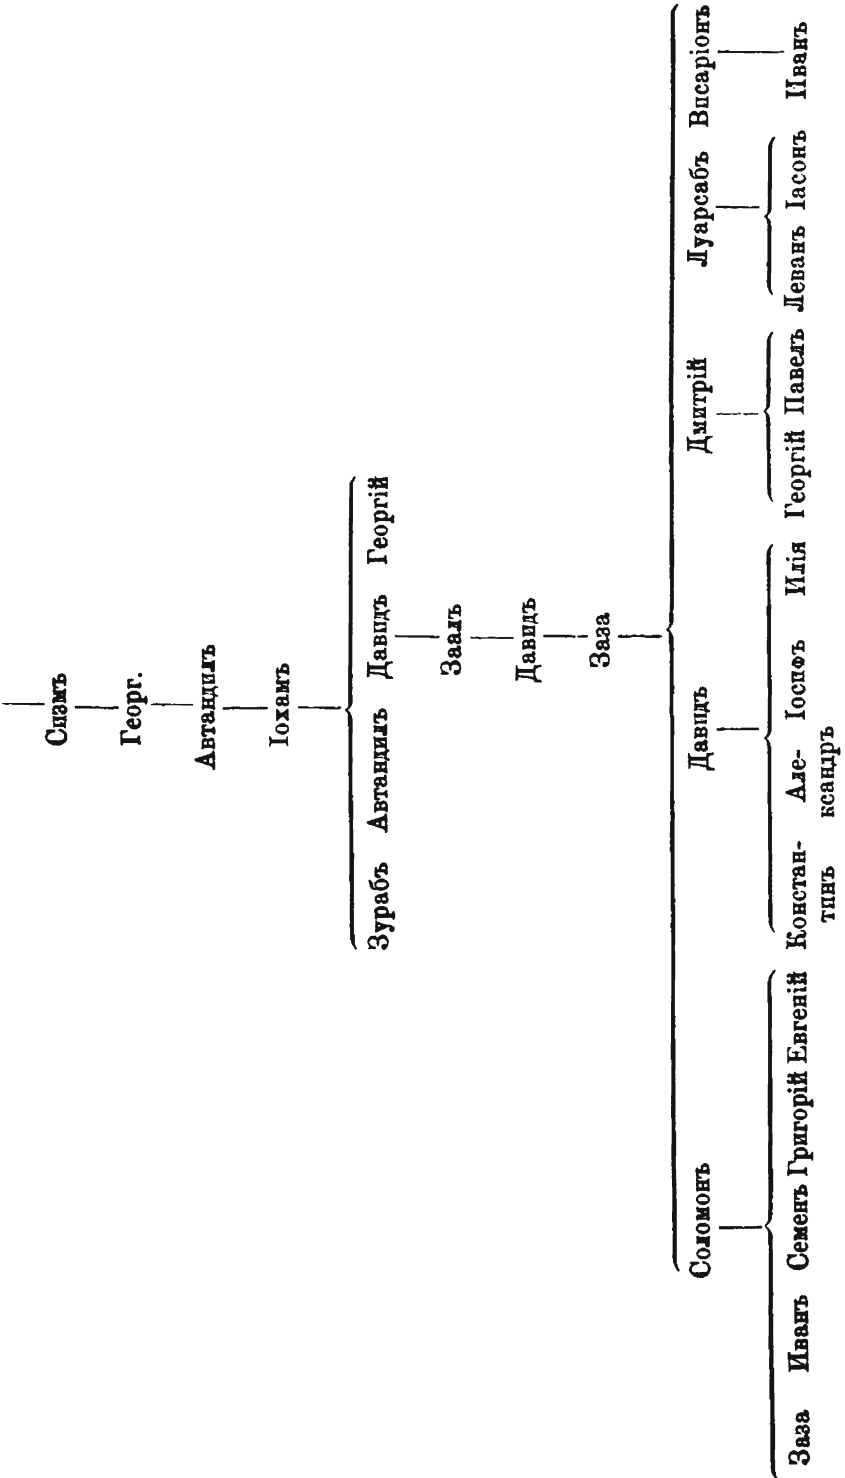 Сиэмъ
Георг.
Автандилъ
Іохамъ
Зурабъ Автандилъ Давидъ Георгій
Заалъ
Давидъ
Заза
Соломонъ Давидъ Дмитрій Луарсабъ Виссаріонъ
Заза Иванъ Семенъ Григорій Евгеній Констан- Але- Іосифъ Илія Георгій Павелъ Леванъ Іасонъ Иванъ
тинъ ксандръ